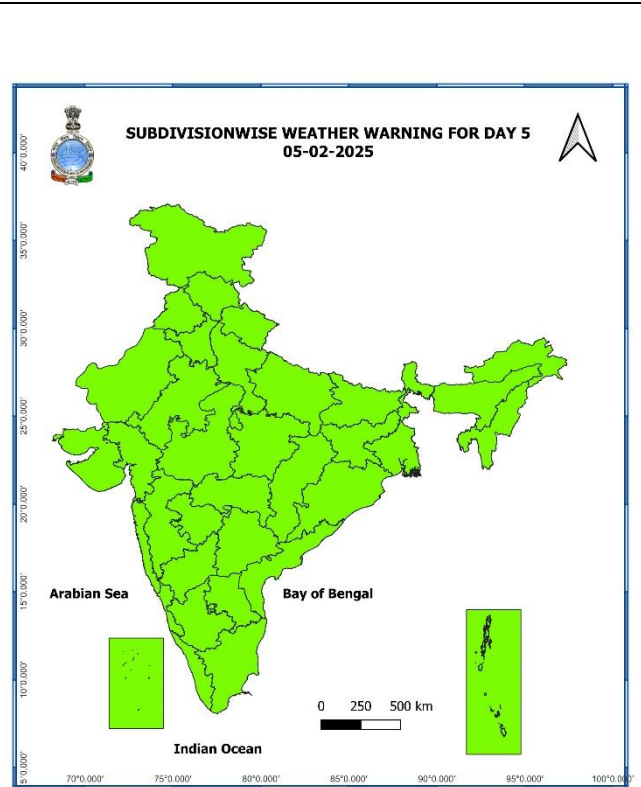 SUBDIVISIONWISE WEATHER WARNING FOR DAY 5
05-02-2025
40°0.000'
35°0.000'
30°0.000'
25°0.000'
20°0.000'
15°0.000'
10°0.000'
5°0.000'
Arabian Sea
Bay of Bengal
0 250 500 km
Indian Ocean
70°0.000' 75°0.000' 80°0.000' 85°0.000' 90°0.000' 95°0.000' 100°0.000'